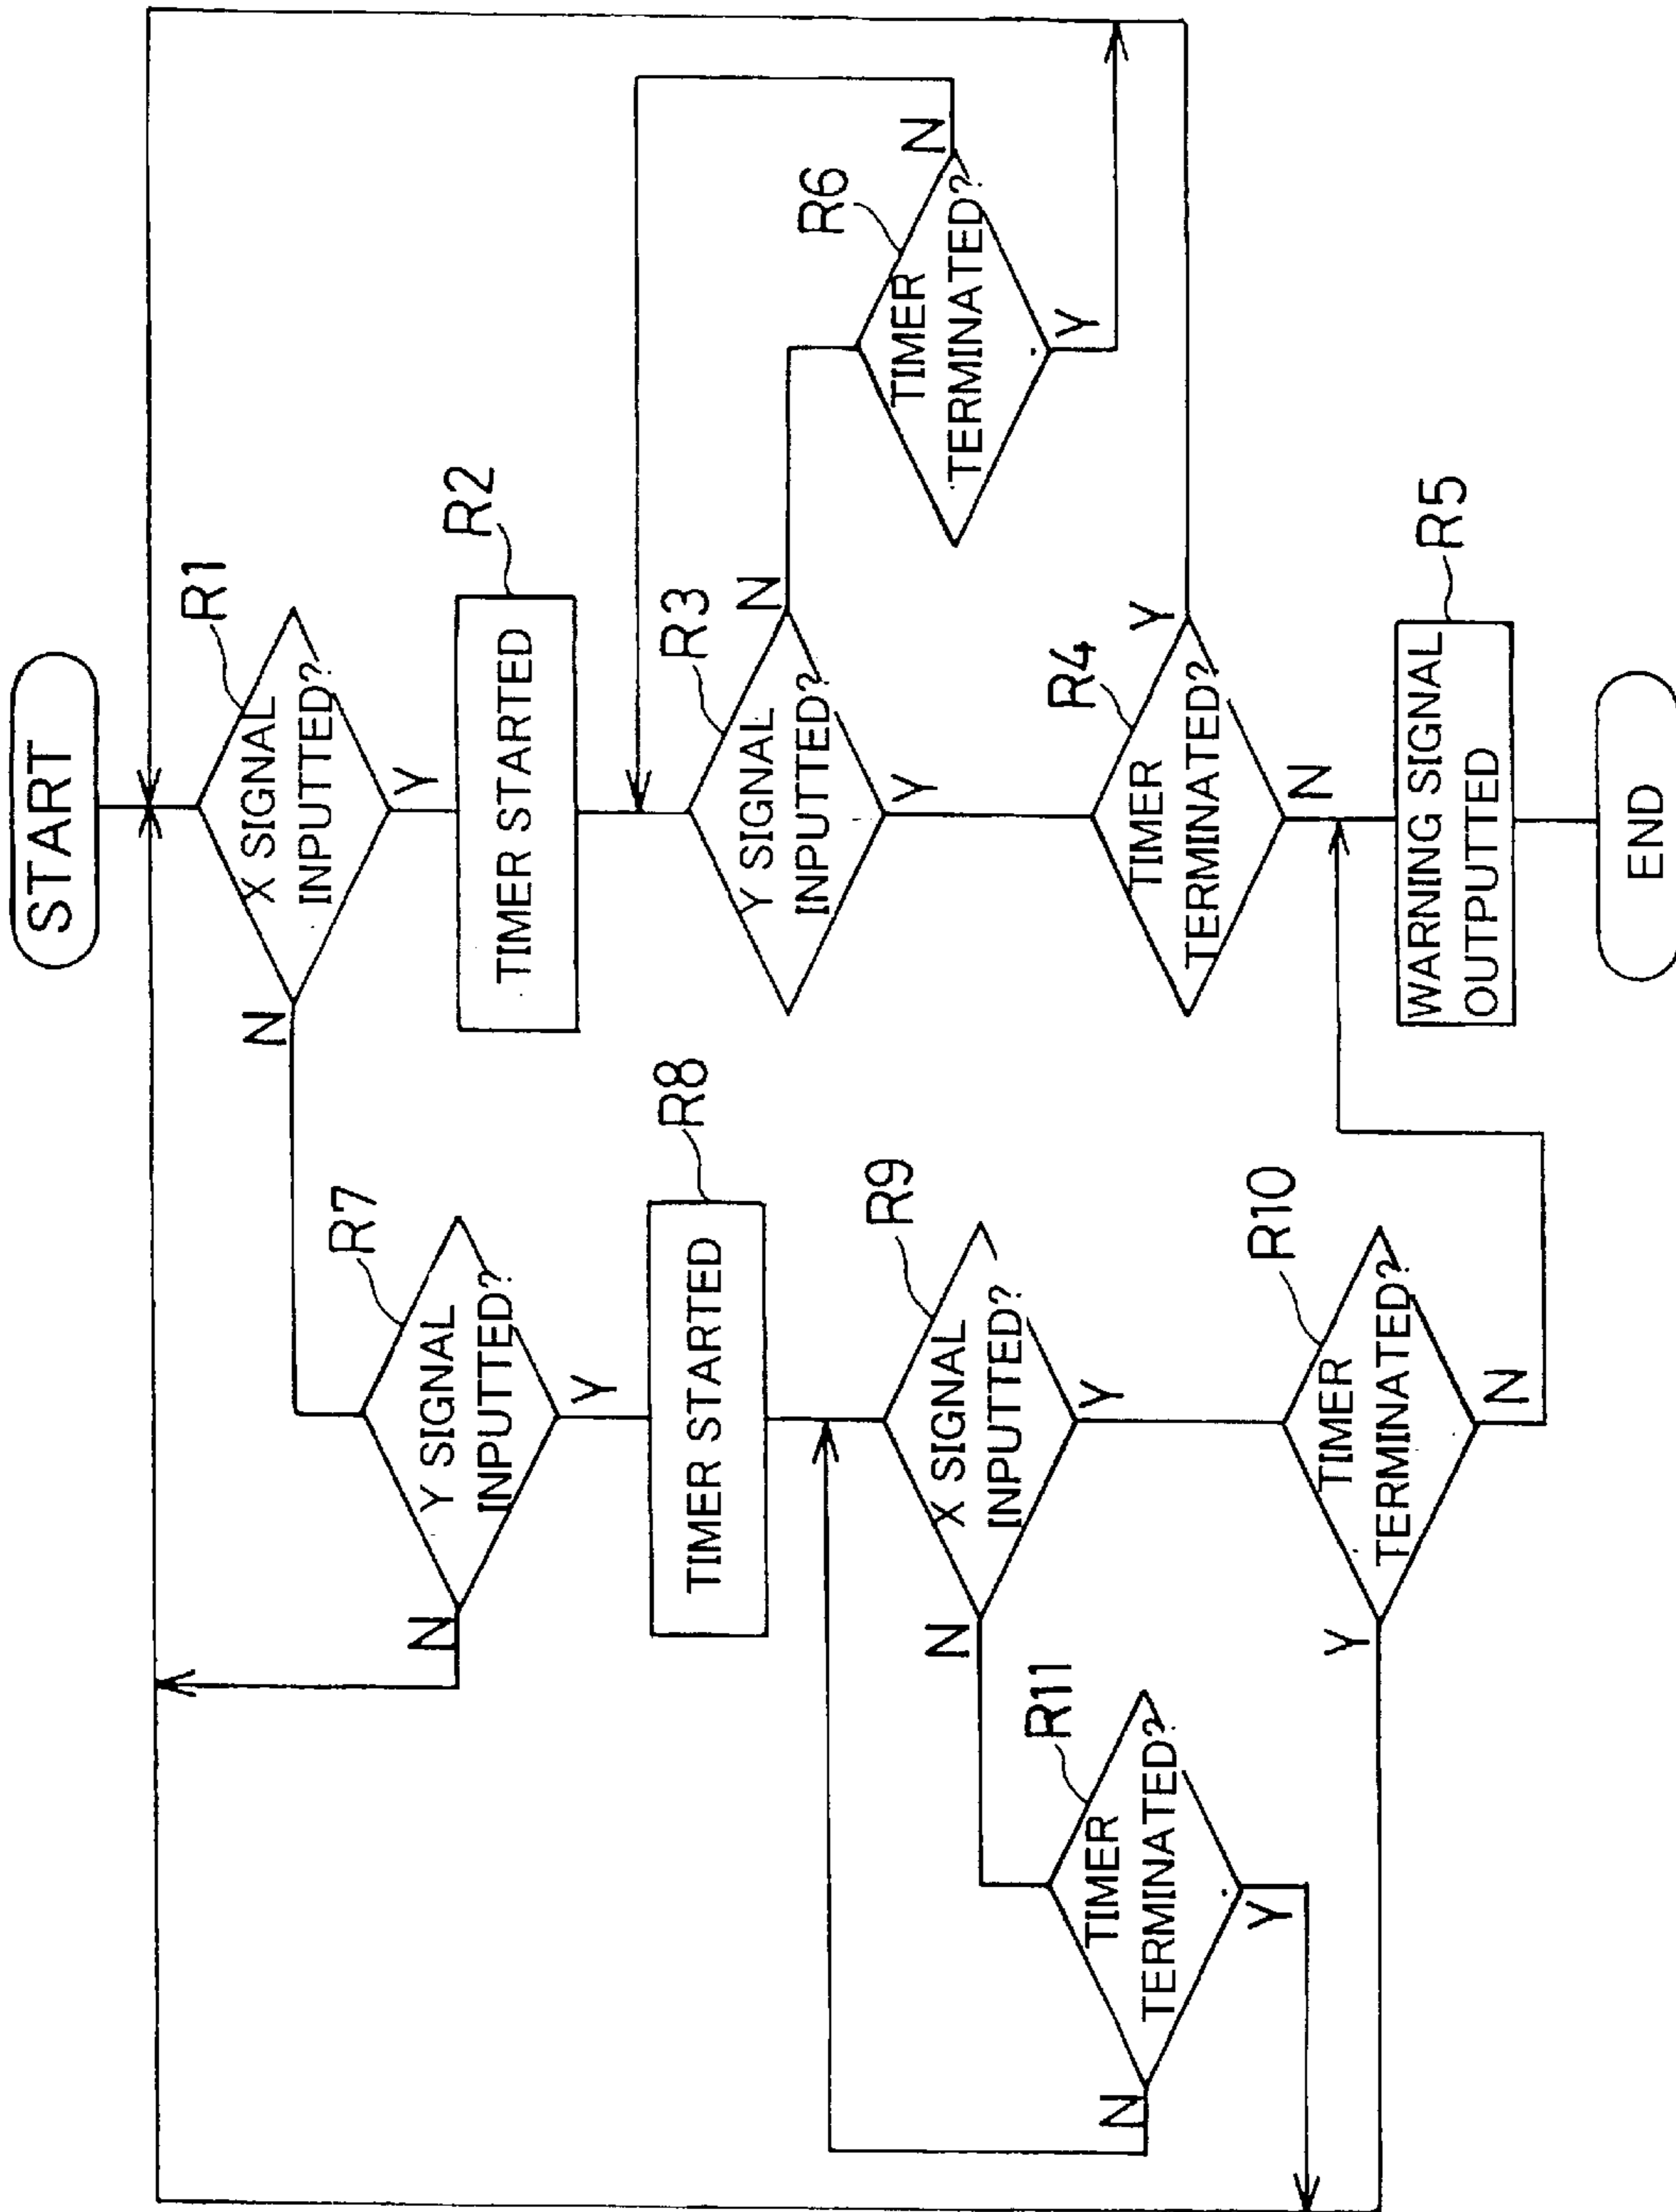 START
R1
X SIGNAL
INPUTTED?
N
Y
R2
TIMER STARTED
R3
Y SIGNAL
INPUTTED?
N
Y
R6
TIMER
TERMINATED?
N
Y
R4
TIMER
TERMINATED?
Y
N
R5
WARNING SIGNAL
OUTPUTTED
END
R7
Y SIGNAL
INPUTTED?
N
Y
R8
TIMER STARTED
R9
X SIGNAL
INPUTTED?
N
Y
R11
TIMER
TERMINATED?
N
Y
R10
TIMER
TERMINATED?
Y
N